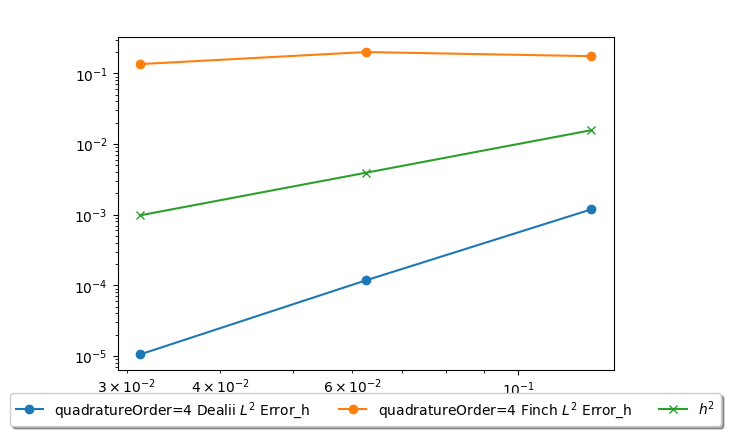 10⁻¹
10⁻²
10⁻³
10⁻⁴
10⁻⁵
3 × 10⁻² 4 × 10⁻² 6 × 10⁻² 10⁻¹
quadratureOrder=4 Dealii L² Error_h quadratureOrder=4 Finch L² Error_h h²